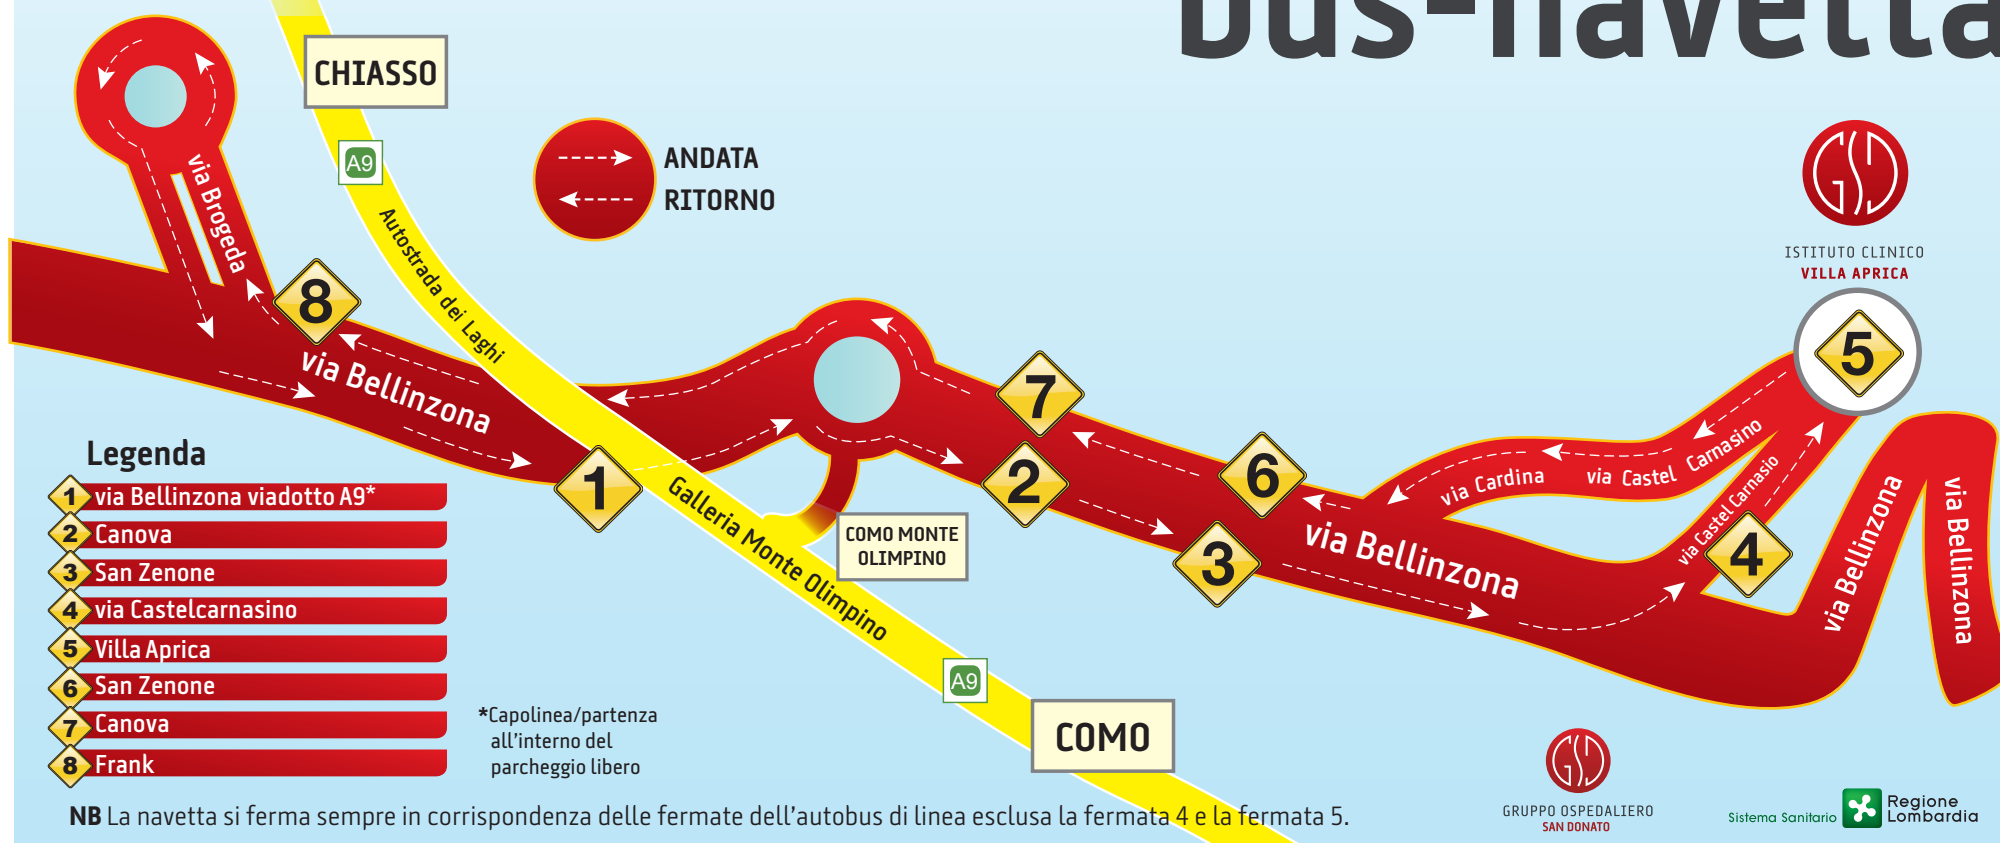 bus-navetta
CHIASSO
A9
Autostrada dei Laghi
ANDATA
RITORNO
via Brogeda
8
via Bellinzona
ISTITUTO CLINICO
VILLA APRICA
5
7
2
6
3
1
via Cardina
via Castel
Carnasino
via Castel Carnasio
4
via Bellinzona
via Bellinzona
via Bellinzona
Galleria Monte Olimpino
COMO MONTE
OLIMPINO
A9
COMO
Legenda
1 via Bellinzona viadotto A9*
2 Canova
3 San Zenone
4 via Castelcarnasino
5 Villa Aprica
6 San Zenone
7 Canova
8 Frank
*Capolinea/partenza
all'interno del
parcheggio libero
NB La navetta si ferma sempre in corrispondenza delle fermate dell'autobus di linea esclusa la fermata 4 e la fermata 5.
GRUPPO OSPEDALIERO
SAN DONATO
Sistema Sanitario
Regione
Lombardia